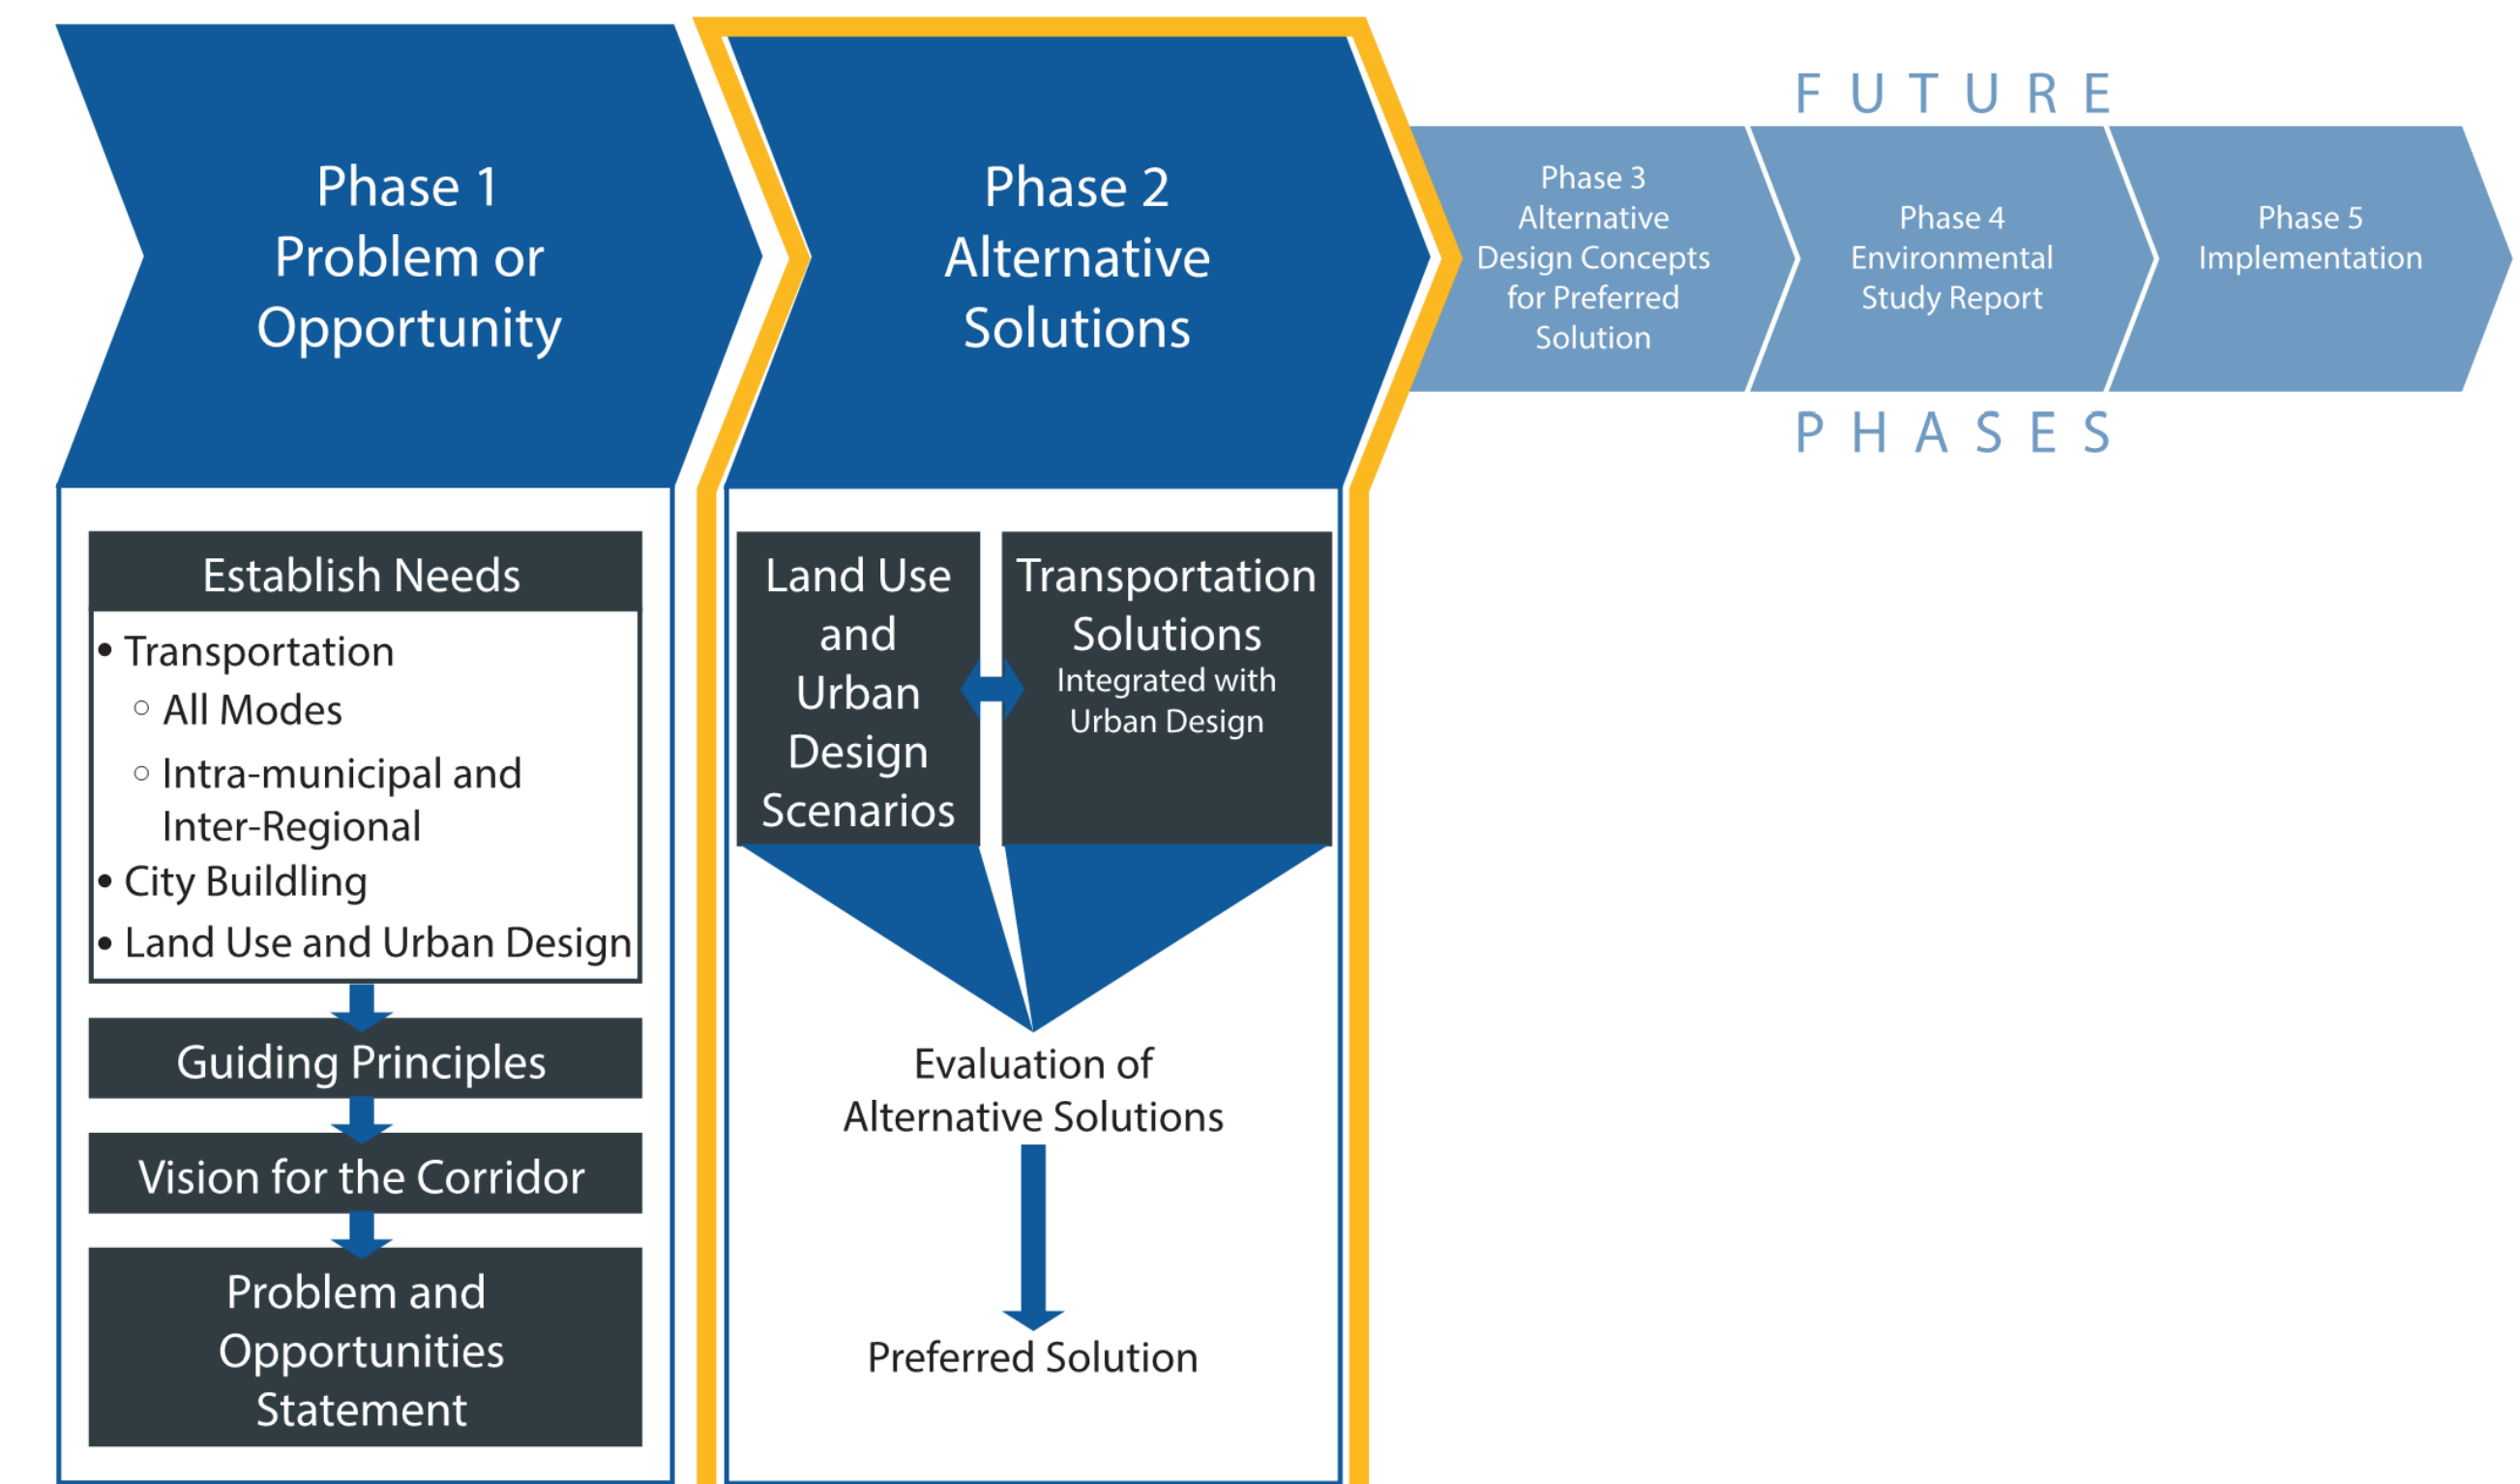 Phase 1
Problem or
Opportunity
Establish Needs
• Transportation
○ All Modes
○ Intra-municipal and
Inter-Regional
• City Buildling
• Land Use and Urban Design
Guiding Principles
Vision for the Corridor
Problem and
Opportunities
Statement
Phase 2
Alternative
Solutions
Land Use
and
Urban
Design
Scenarios
Transportation
Solutions
Integrated with
Urban Design
Evaluation of
Alternative Solutions
Preferred Solution
FUTURE
Phase 3
Alternative
Design Concepts
for Preferred
Solution
Phase 4
Environmental
Study Report
Phase 5
Implementation
PHASES